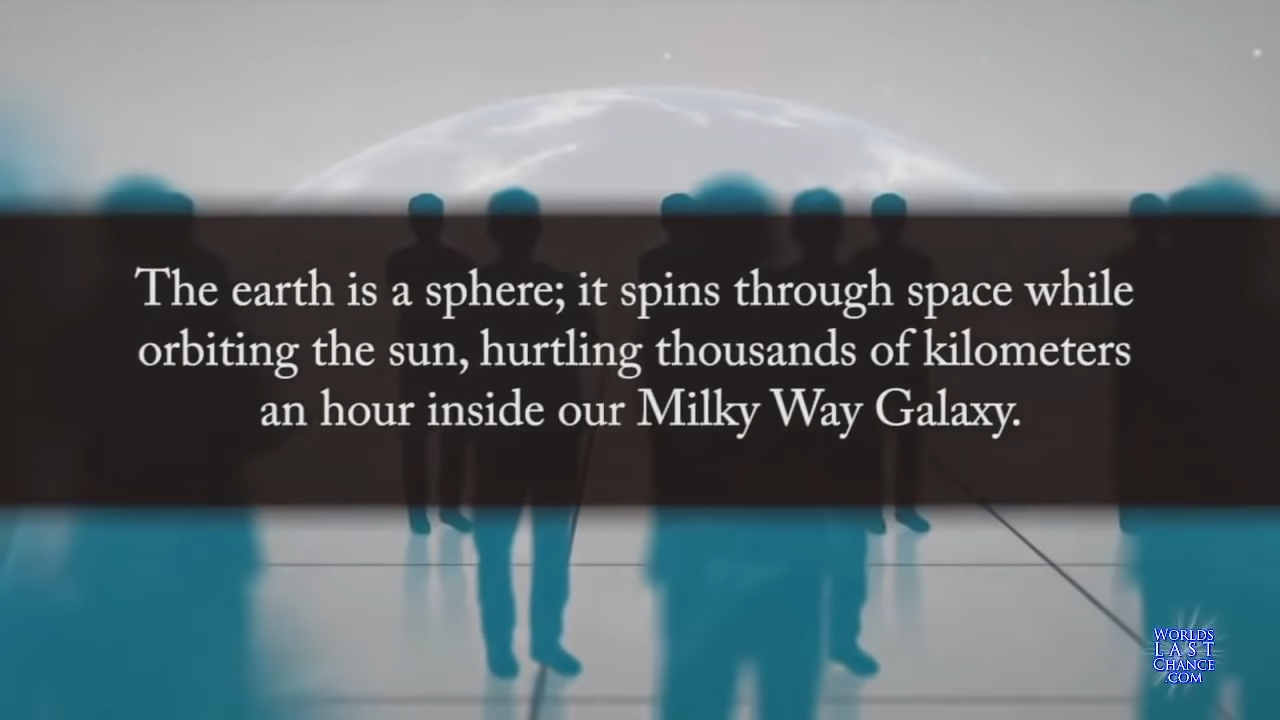 The earth is a sphere; it spins through space while
orbiting the sun, hurtling thousands of kilometers
an hour inside our Milky Way Galaxy.
WORLDS
LAST
CHANCE
.COM